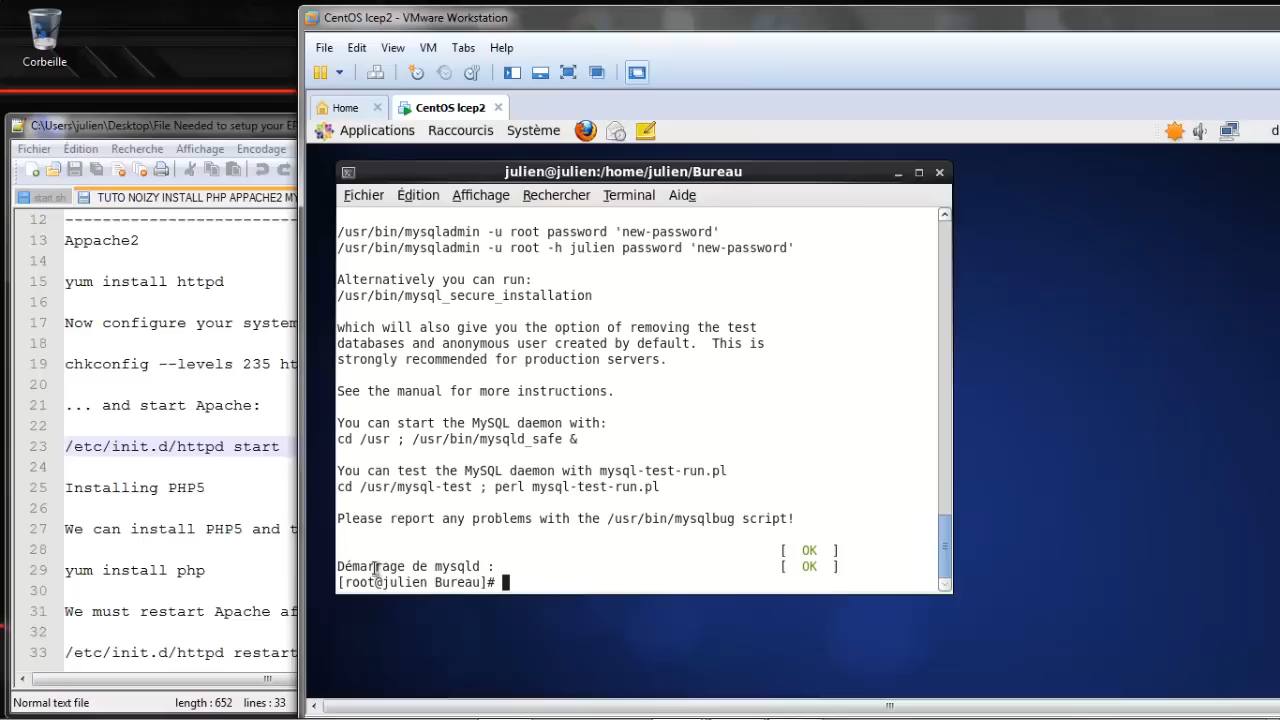 CentOS lcep2 - VMware Workstation
Corbeille
File Edit View VM Tabs Help
Home
CentOS lcep2
C:\Users\julien\Desktop\File Needed to setup your
Applications Raccourcis Système
Fichier Édition Recherche Affichage Encodage
julien@julien:/home/julien/Bureau
start.sh
TUTO NOIZY INSTALL PHP APPACHE2
Fichier Édition Affichage Rechercher Terminal Aide
12 --------------------------------
13 Appache2
14
15 yum install httpd
16
17 Now configure your system
18
19 chkconfig --levels 235
20
21 ... and start Apache:
22
23 /etc/init.d/httpd start
24
25 Installing PHP5
26
27 We can install PHP5 and
28
29 yum install php
30
31 We must restart Apache
32
33 /etc/init.d/httpd restart
Normal text file length : 652 lines : 33
/usr/bin/mysqladmin -u root password 'new-password'
/usr/bin/mysqladmin -u root -h julien password 'new-password'
Alternatively you can run:
/usr/bin/mysql_secure_installation
which will also give you the option of removing the test
databases and anonymous user created by default. This is
strongly recommended for production servers.
See the manual for more instructions.
You can start the MySQL daemon with:
cd /usr ; /usr/bin/mysqld_safe &
You can test the MySQL daemon with mysql-test-run.pl
cd /usr/mysql-test ; perl mysql-test-run.pl
Please report any problems with the /usr/bin/mysqlbug script!
[ OK ]
Démarrage de mysqld : [ OK ]
[root@julien Bureau]#